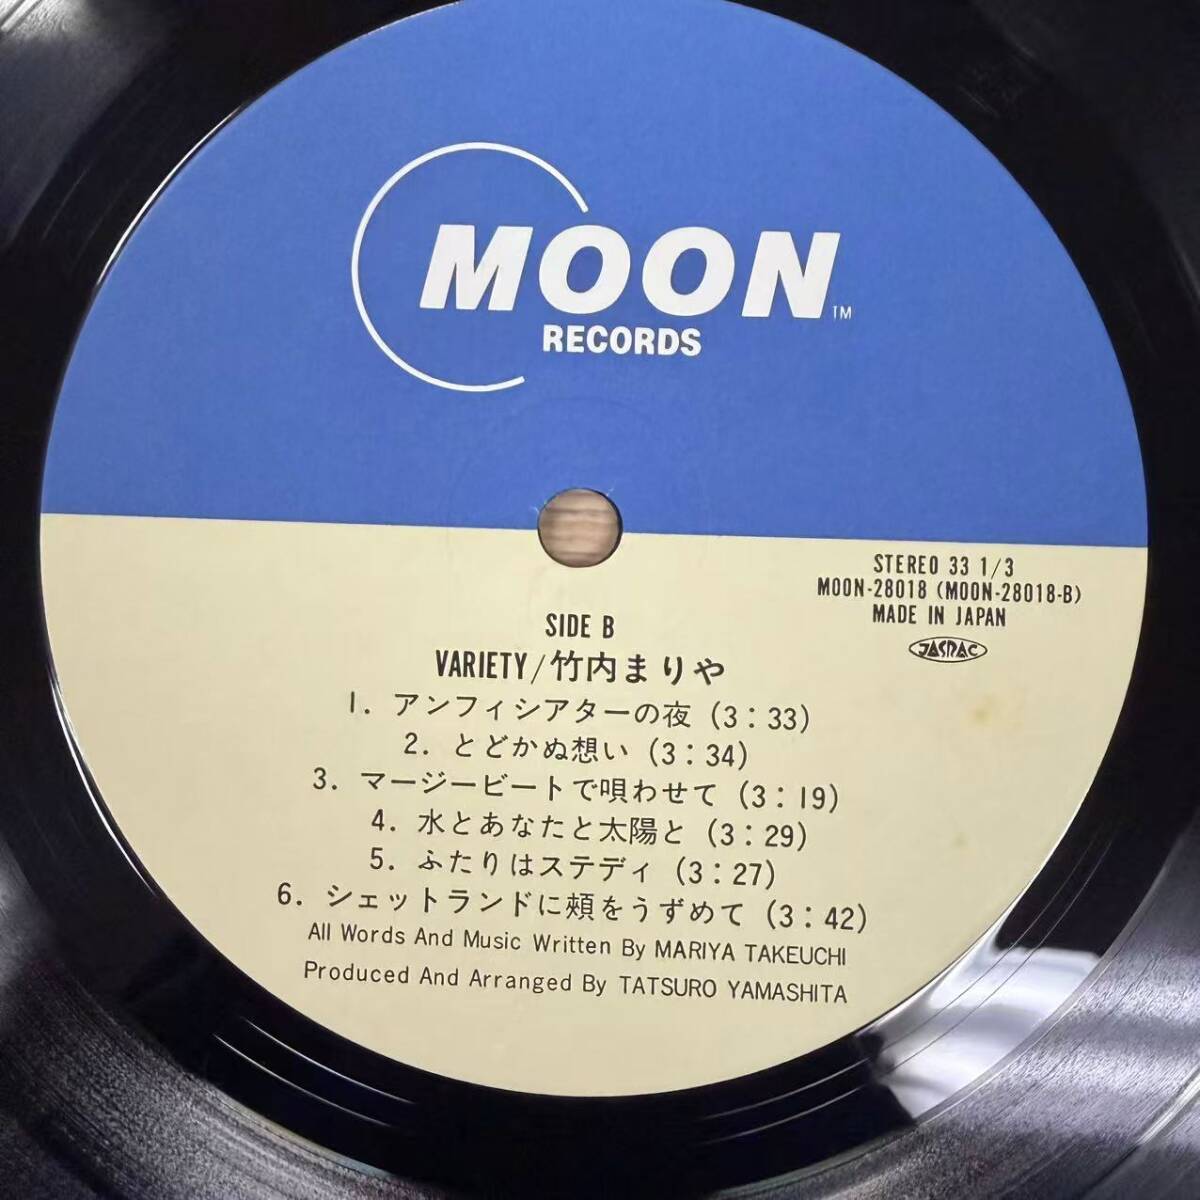 MOON TM
RECORDS
STEREO 33 1/3
MOON-28018 (MOON-28018-B)
MADE IN JAPAN
JASRAC
SIDE B
VARIETY/竹内まりや
1. アンフィシアターの夜 (3:33)
2. とどかぬ想い (3:34)
3. マージービートで唄わせて (3:19)
4. 水とあなたと太陽と (3:29)
5. ふたりはステディ (3:27)
6. シェットランドに頰をうずめて (3:42)
All Words And Music Written By MARIYA TAKEUCHI
Produced And Arranged By TATSURO YAMASHITA